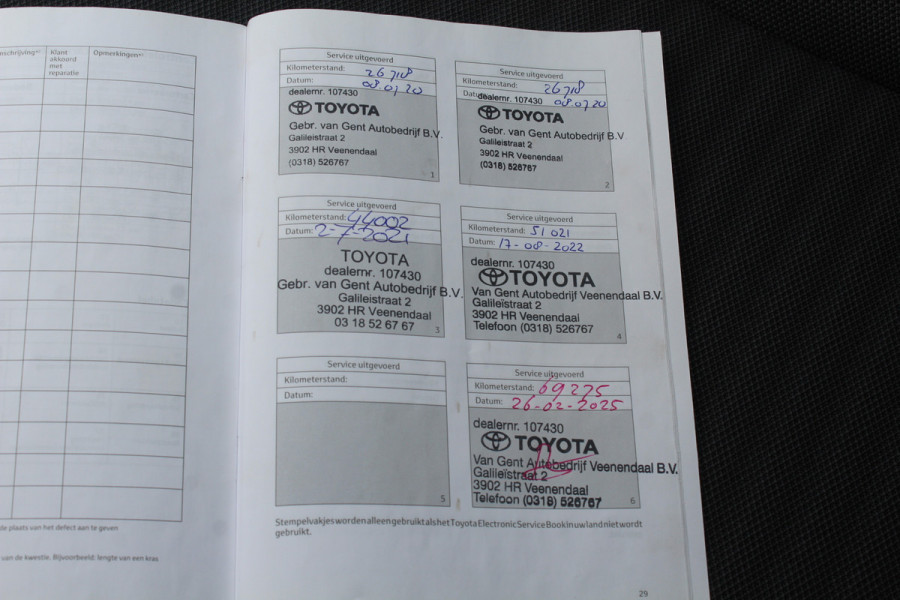 Klant
akkoord
met
reparatie
Opmerkingen
Service uitgevoerd
Kilometerstand: 26718
Datum: 08.07.20
dealernr. 107430
TOYOTA
Gebr. van Gent Autobedrijf B.V.
Galileistraat 2
3902 HR Veenendaal
(0318) 526767
1
Service uitgevoerd
Kilometerstand: 26718
Datum: 08.07.20
dealernr. 107430
TOYOTA
Gebr. van Gent Autobedrijf B.V
Galileistraat 2
3902 HR Veenendaal
(0318) 526767
2
Service uitgevoerd
Kilometerstand: 44002
Datum: 2-7-2021
TOYOTA
dealernr. 107430
Gebr. van Gent Autobedrijf B.V.
Galileistraat 2
3902 HR Veenendaal
03 18 52 67 67
3
Service uitgevoerd
Kilometerstand: 51021
Datum: 17-08-2022
dealernr. 107430
TOYOTA
Van Gent Autobedrijf Veenendaal B.V.
Galileïstraat 2
3902 HR Veenendaal
Telefoon (0318) 526767
4
Service uitgevoerd
Kilometerstand:
Datum:
5
Service uitgevoerd
Kilometerstand: 69275
Datum: 26-02-2025
dealernr. 107430
TOYOTA
Van Gent Autobedrijf Veenendaal B.V.
Galileïstraat 2
3902 HR Veenendaal
Telefoon (0318) 526767
6
Stempelvakjes worden alleen gebruikt als het Toyota Electronic Service Book in uw land niet wordt
gebruikt.
de plaats van het defect aan te geven
van de kwestie. Bijvoorbeeld: lengte van een kras
29